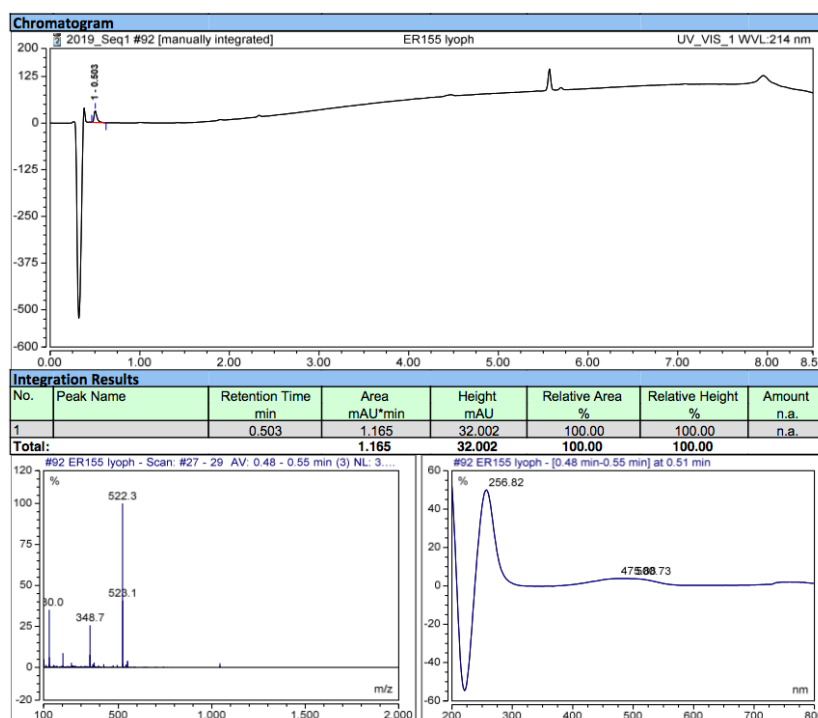 Chromatogram
2019_Seq1 #92 [manually integrated] ER155 lyoph UV_VIS_1 WVL:214 nm
200
125
0
-125
-250
-375
-500
-600
1 - 0.503
0.00 1.00 2.00 3.00 4.00 5.00 6.00 7.00 8.00 8.5
Integration Results
No. Peak Name Retention Time Area Height Relative Area Relative Height Amount
min mAU*min mAU % % n.a.
1 0.503 1.165 32.002 100.00 100.00 n.a.
Total: 1.165 32.002 100.00 100.00
#92 ER155 lyoph - Scan: #27 - 29 AV: 0.48 - 0.55 min (3) NL: 3....
120
100
75
50
25
0
-20
%
522.3
523.1
30.0
348.7
m/z
100 500 1.000 1.500 2.000
#92 ER155 lyoph - [0.48 min-0.55 min] at 0.51 min
60
40
20
0
-20
-40
-60
%
256.82
nm
200 300 400 500 600 700 80